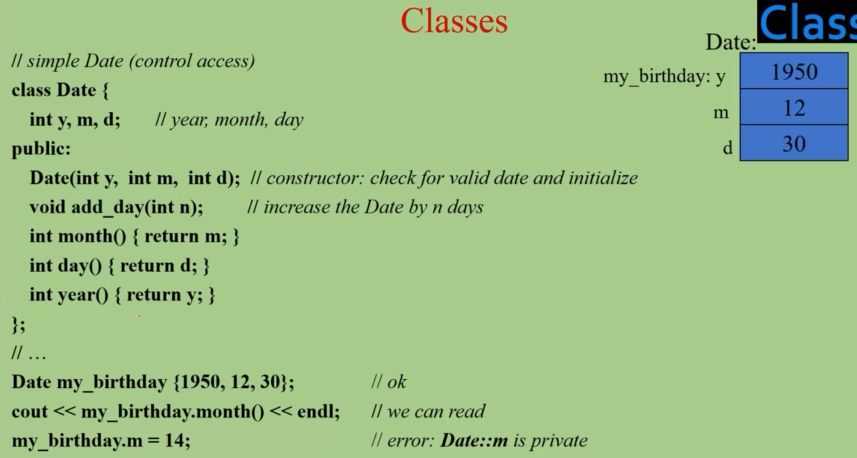 Classes
Class
Date:
// simple Date (control access)
class Date {
int y, m, d; // year, month, day
public:
Date(int y, int m, int d); // constructor: check for valid date and initialize
void add_day(int n); // increase the Date by n days
int month() { return m; }
int day() { return d; }
int year() { return y; }
};
// …
Date my_birthday {1950, 12, 30}; // ok
cout << my_birthday.month() << endl; // we can read
my_birthday.m = 14; // error: Date::m is private
my_birthday: y 1950
m 12
d 30